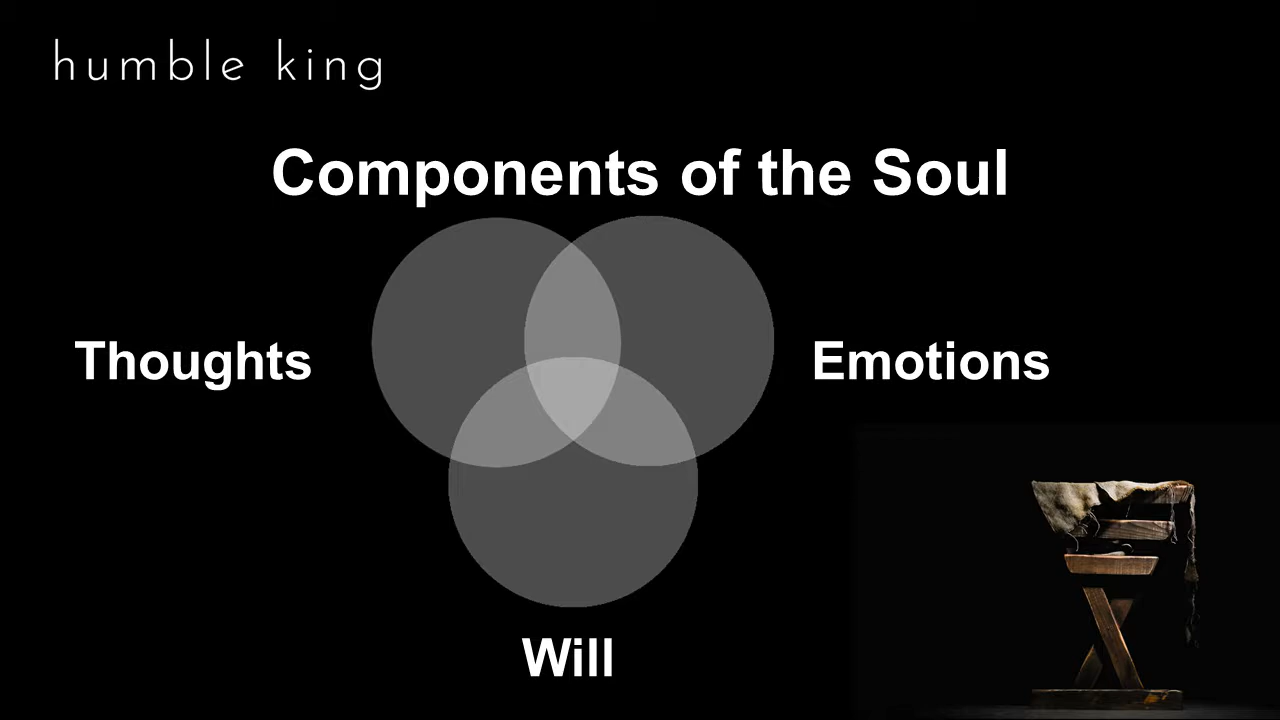 humble king
Components of the Soul
Thoughts
Emotions
Will